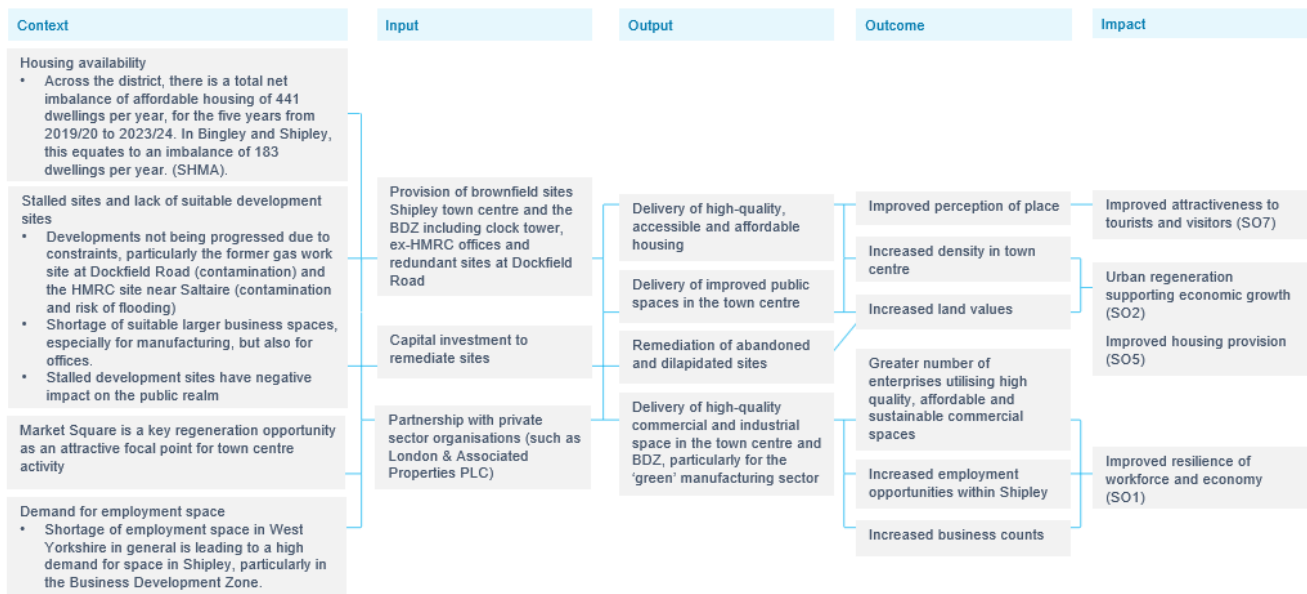 Context
Housing availability
• Across the district, there is a total net
imbalance of affordable housing of 441
dwellings per year, for the five years from
2019/20 to 2023/24. In Bingley and Shipley,
this equates to an imbalance of 183
dwellings per year. (SHMA).
Stalled sites and lack of suitable development
sites
• Developments not being progressed due to
constraints, particularly the former gas work
site at Dockfield Road (contamination) and
the HMRC site near Saltaire (contamination
and risk of flooding)
• Shortage of suitable larger business spaces,
especially for manufacturing, but also for
offices.
• Stalled development sites have negative
impact on the public realm
Market Square is a key regeneration opportunity
as an attractive focal point for town centre
activity
Demand for employment space
• Shortage of employment space in West
Yorkshire in general is leading to a high
demand for space in Shipley, particularly in
the Business Development Zone.
Input
Provision of brownfield sites
Shipley town centre and the
BDZ including clock tower,
ex-HMRC offices and
redundant sites at Dockfield
Road
Capital investment to
remediate sites
Partnership with private
sector organisations (such as
London & Associated
Properties PLC)
Output
Delivery of high-quality,
accessible and affordable
housing
Delivery of improved public
spaces in the town centre
Remediation of abandoned
and dilapidated sites
Delivery of high-quality
commercial and industrial
space in the town centre and
BDZ, particularly for the
‘green’ manufacturing sector
Outcome
Improved perception of place
Increased density in town
centre
Increased land values
Greater number of
enterprises utilising high
quality, affordable and
sustainable commercial
spaces
Increased employment
opportunities within Shipley
Increased business counts
Impact
Improved attractiveness to
tourists and visitors (SO7)
Urban regeneration
supporting economic growth
(SO2)
Improved housing provision
(SO5)
Improved resilience of
workforce and economy
(SO1)